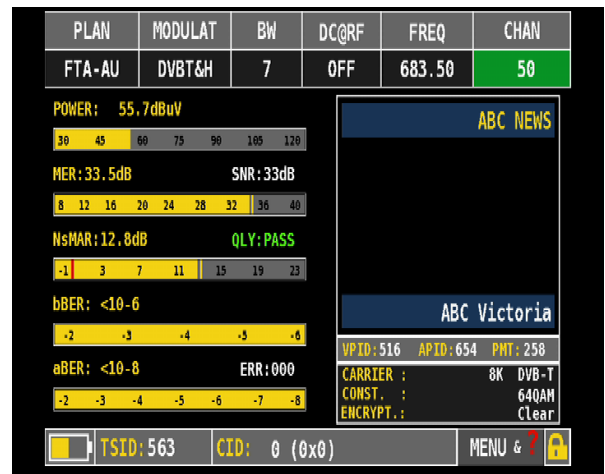 PLAN MODULAT BW DC@RF FREQ CHAN
FTA-AU DVBT&H 7 OFF 683.50 50
POWER: 55.7dBuV
30 45 60 75 90 105 120
MER:33.5dB SNR:33dB
8 12 16 20 24 28 32 36 40
NsMAR:12.8dB QLY:PASS
-1 3 7 11 15 19 23
bBER: <10-6
-2 -3 -4 -5 -6
aBER: <10-8 ERR:000
-2 -3 -4 -5 -6 -7 -8
ABC NEWS
ABC Victoria
VPID:516 APID:654 PMT:258
CARRIER : 8K DVB-T
CONST. : 64QAM
ENCRYPT.: Clear
TSID:563 CID: 0 (0x0) MENU & ?